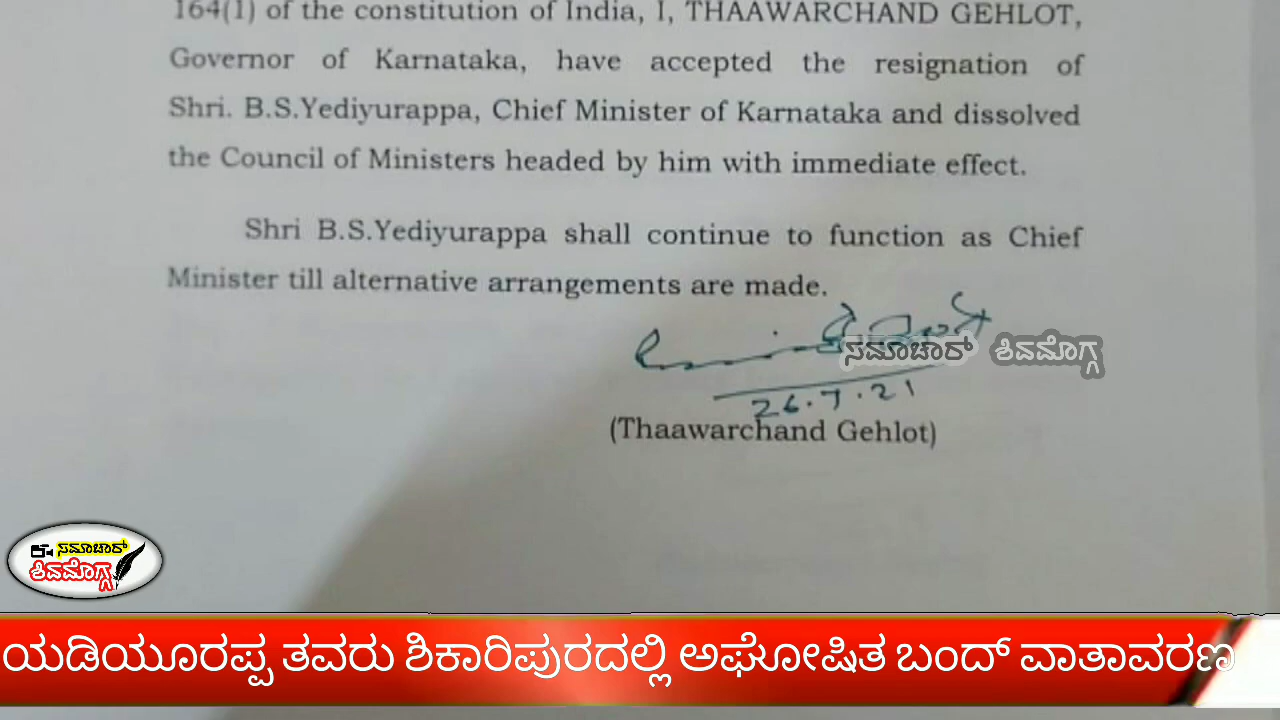 164(1) of the constitution of India, I, THAAWARCHAND GEHLOT,
Governor of Karnataka, have accepted the resignation of
Shri. B.S.Yediyurappa, Chief Minister of Karnataka and dissolved
the Council of Ministers headed by him with immediate effect.
Shri B.S.Yediyurappa shall continue to function as Chief
Minister till alternative arrangements are made.
ಸಮಾಚಾರ್ ಶಿವಮೊಗ್ಗ
26.7.21
(Thaawarchand Gehlot)
ಸಮಾಚಾರ್
ಶಿವಮೊಗ್ಗ
ಯಡಿಯೂರಪ್ಪ ತವರು ಶಿಕಾರಿಪುರದಲ್ಲಿ ಅಘೋಷಿತ ಬಂದ್ ವಾತಾವರಣ